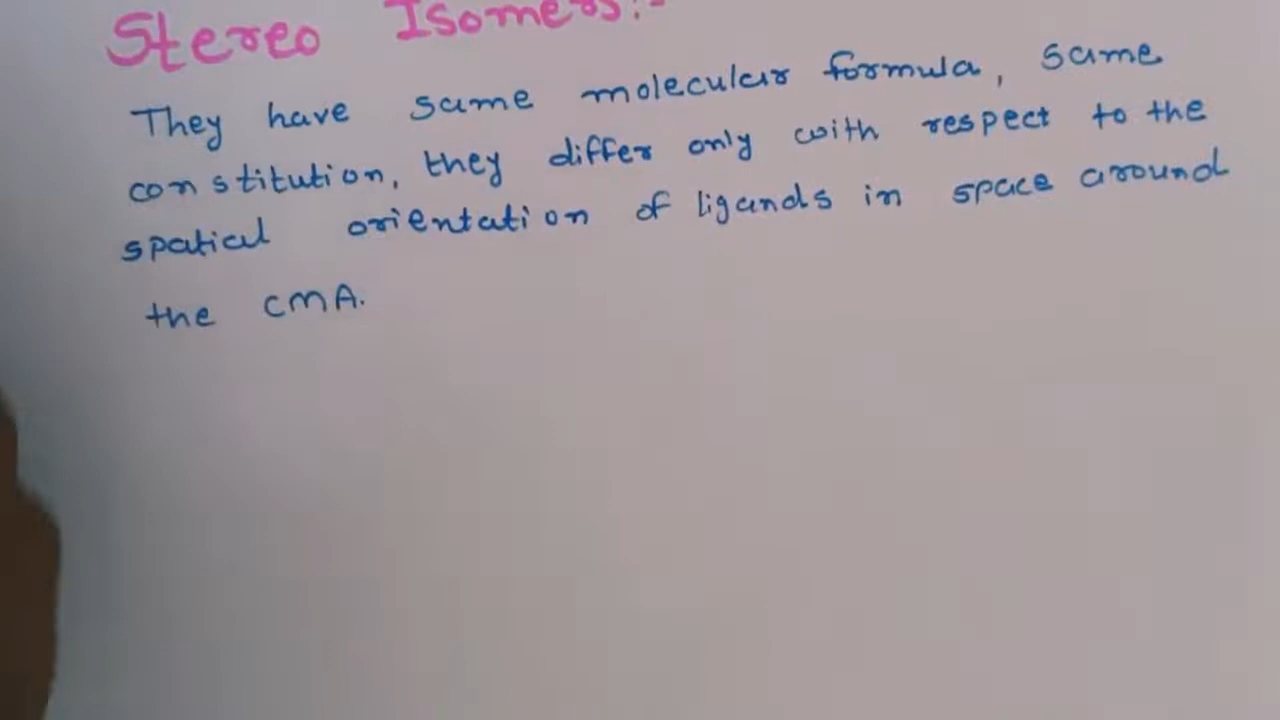 Stereo Isomers:-
They have same molecular formula, same
constitution, they differ only with respect to the
spatial orientation of ligands in space around
the CMA.